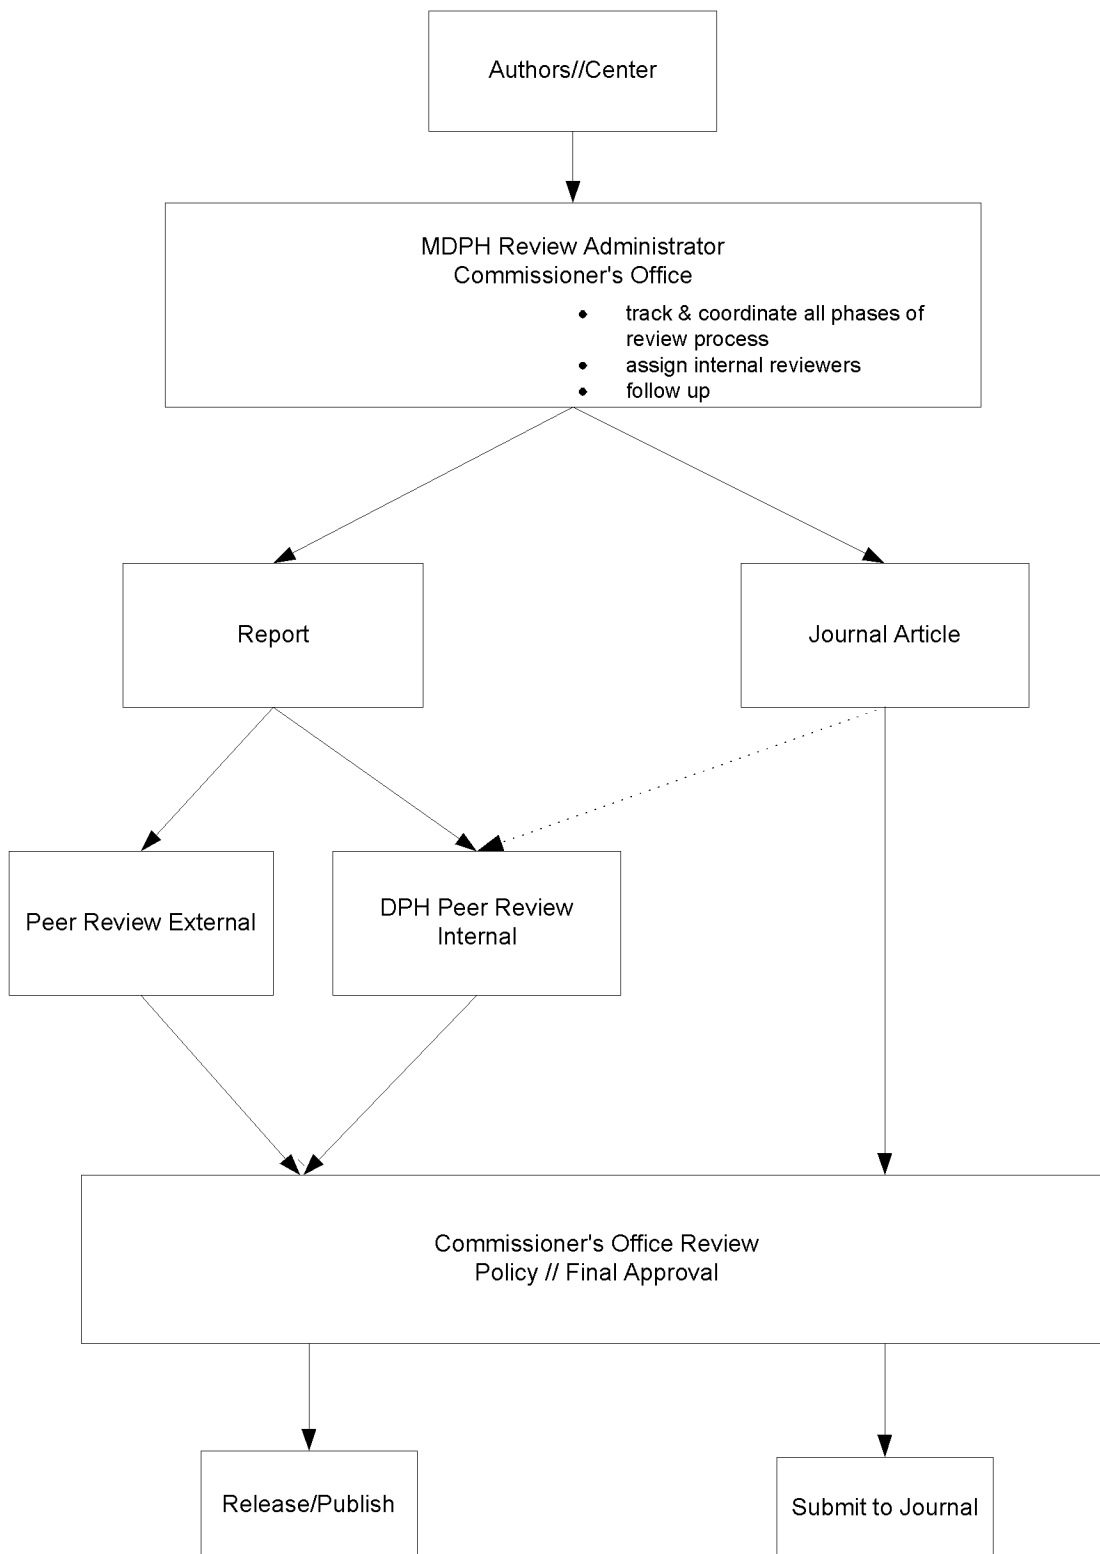 Authors//Center
MDPH Review Administrator
Commissioner's Office
• track & coordinate all phases of
review process
• assign internal reviewers
• follow up
Report
Journal Article
Peer Review External
DPH Peer Review
Internal
Commissioner's Office Review
Policy // Final Approval
Release/Publish
Submit to Journal